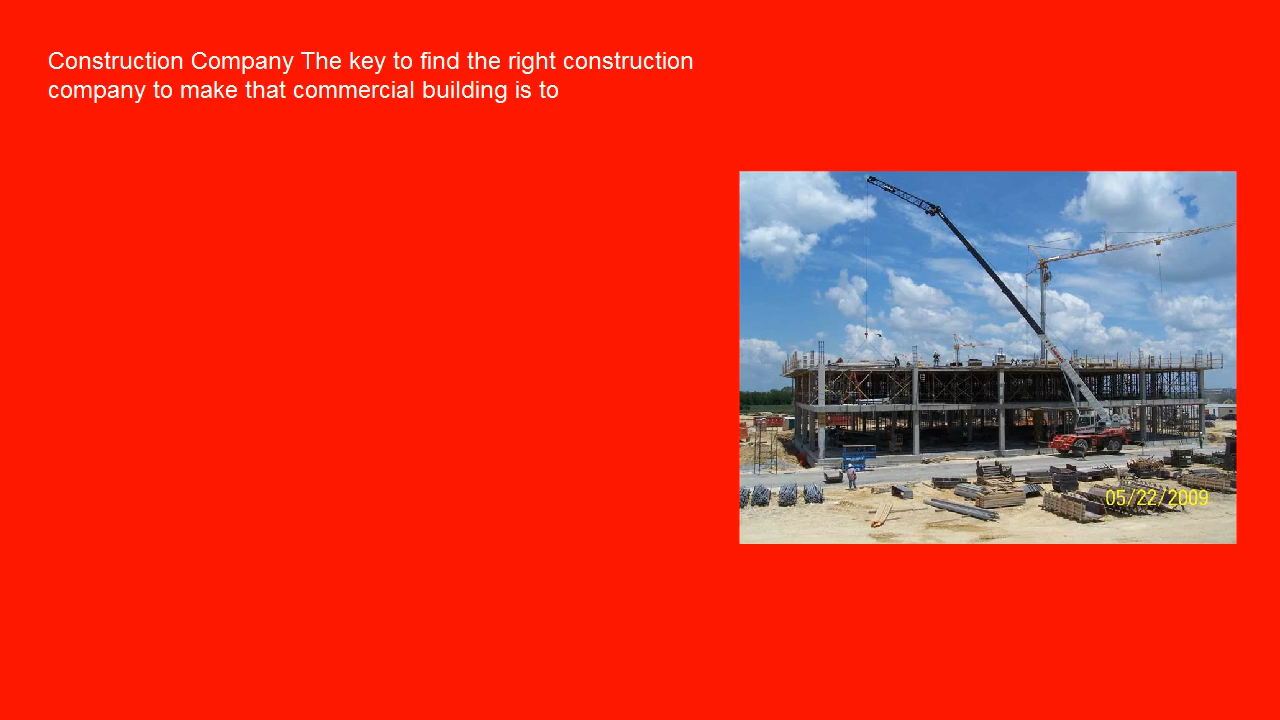 Construction Company The key to find the right construction
company to make that commercial building is to
05/22/2009